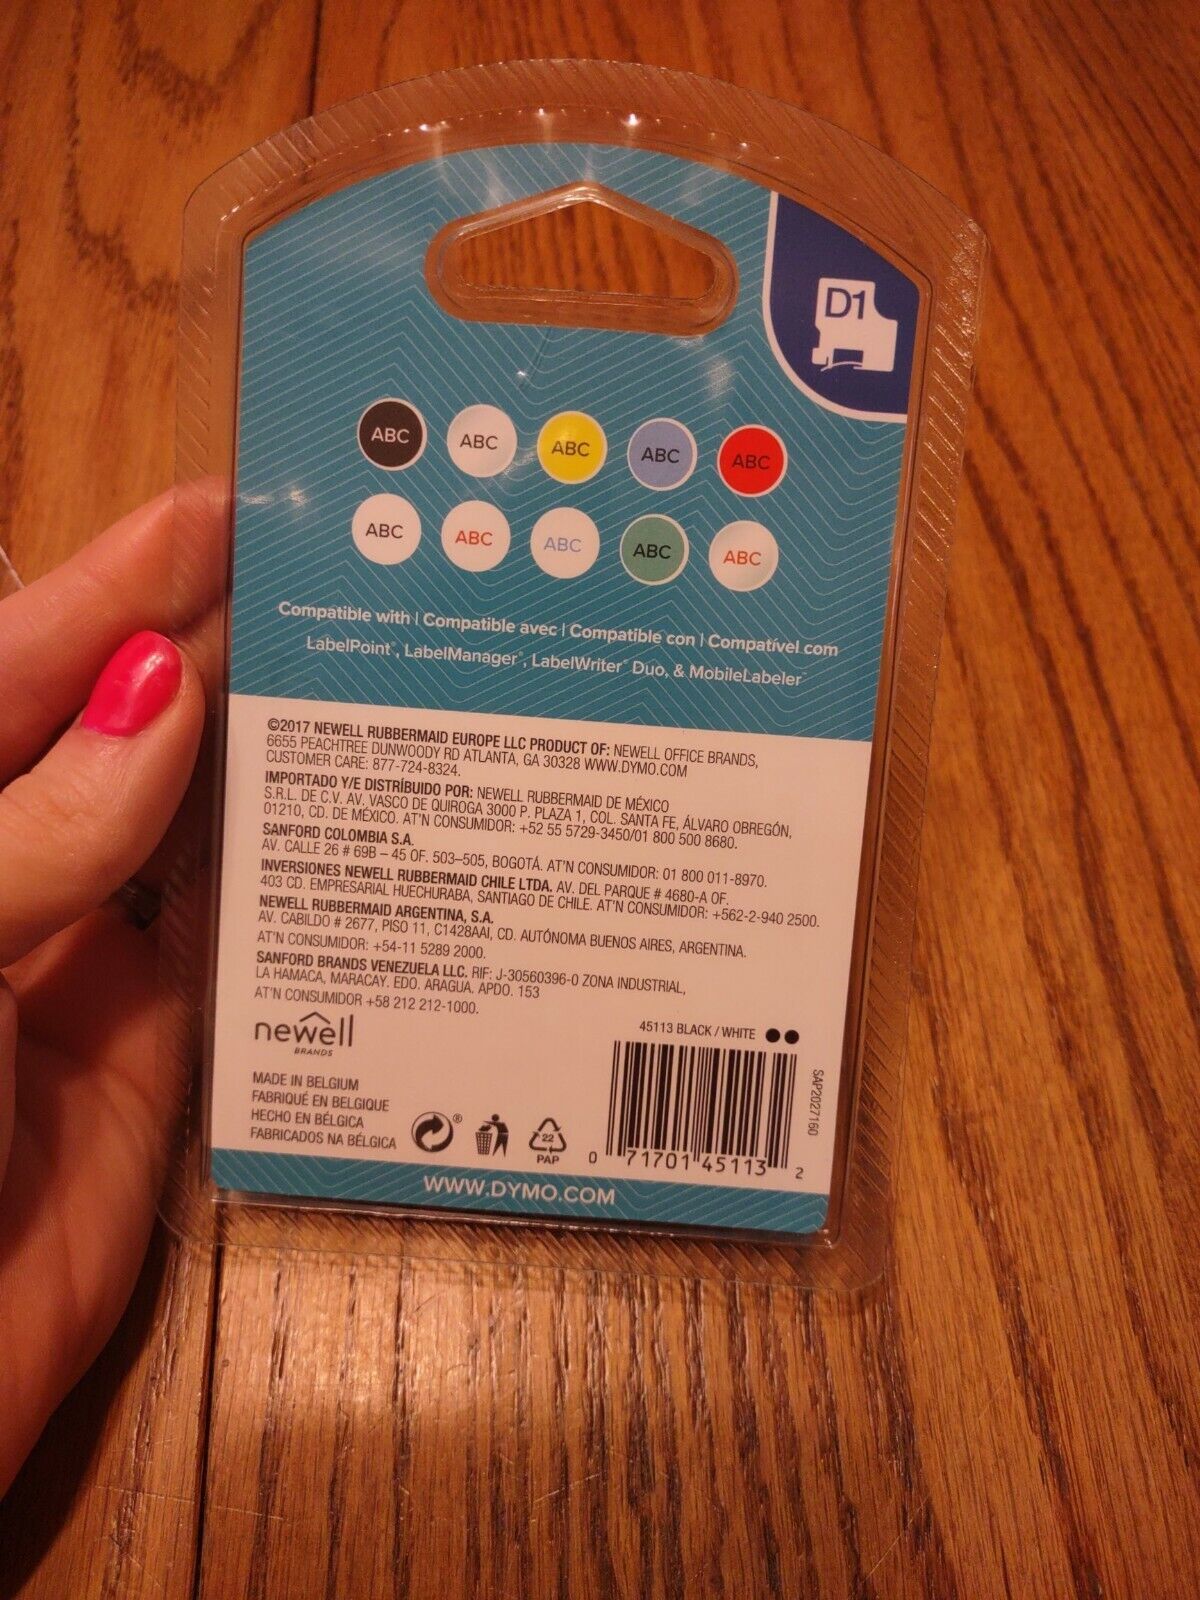 D1
ABC ABC ABC ABC ABC
ABC ABC ABC ABC ABC
Compatible with | Compatible avec | Compatible con | Compatível com
LabelPoint®, LabelManager®, LabelWriter® Duo, & MobileLabeler™
©2017 NEWELL RUBBERMAID EUROPE LLC PRODUCT OF: NEWELL OFFICE BRANDS,
6655 PEACHTREE DUNWOODY RD ATLANTA, GA 30328 WWW.DYMO.COM
CUSTOMER CARE: 877-724-8324.
IMPORTADO Y/E DISTRÍBUIDO POR: NEWELL RUBBERMAID DE MÉXICO
S.R.L. DE C.V. AV. VASCO DE QUIROGA 3000 P. PLAZA 1, COL. SANTA FE, ÁLVARO OBREGÓN,
01210, CD. DE MÉXICO. AT'N CONSUMIDOR: +52 55 5729-3450/01 800 500 8680.
SANFORD COLOMBIA S.A.
AV. CALLE 26 # 69B – 45 OF. 503–505, BOGOTÁ. AT'N CONSUMIDOR: 01 800 011-8970.
INVERSIONES NEWELL RUBBERMAID CHILE LTDA. AV. DEL PARQUE # 4680-A OF.
403 CD. EMPRESARIAL HUECHURABA, SANTIAGO DE CHILE. AT'N CONSUMIDOR: +562-2-940 2500.
NEWELL RUBBERMAID ARGENTINA, S.A.
AV. CABILDO # 2677, PISO 11, C1428AAI, CD. AUTÓNOMA BUENOS AIRES, ARGENTINA.
AT'N CONSUMIDOR: +54-11 5289 2000.
SANFORD BRANDS VENEZUELA LLC. RIF: J-30560396-0 ZONA INDUSTRIAL,
LA HAMACA, MARACAY. EDO. ARAGUA. APDO. 153
AT'N CONSUMIDOR +58 212 212-1000.
newell
BRANDS
45113 BLACK / WHITE
MADE IN BELGIUM
FABRIQUÉ EN BELGIQUE
HECHO EN BÉLGICA
FABRICADOS NA BÉLGICA
®
22
PAP
0 71701 45113 2
SAP2027160
WWW.DYMO.COM